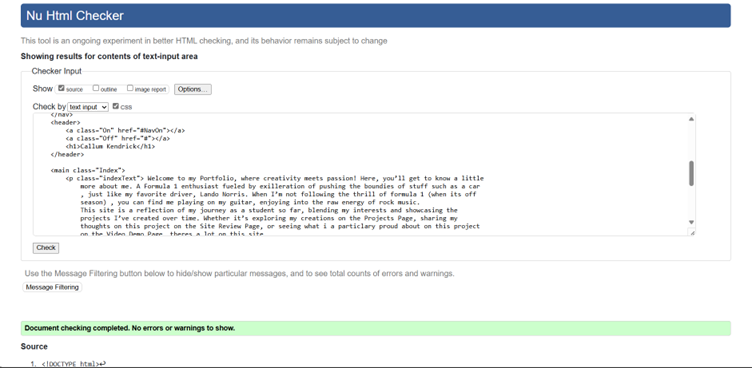 Nu Html Checker
This tool is an ongoing experiment in better HTML checking, and its behavior remains subject to change
Showing results for contents of text-input area
Checker Input
Show source outline image report Options...
Check by text input css
</nav>
<header>
<a class="On" href="#NavOn"></a>
<a class="Off" href="#"></a>
<h1>Callum Kendrick</h1>
</header>
<main class="Index">
<p class="indexText"> Welcome to my Portfolio, where creativity meets passion! Here, you'll get to know a little
more about me. A Formula 1 enthusiast fueled by exilleration of pushing the boundies of stuff such as a car
, just like my favorite driver, Lando Norris. When I'm not following the thrill of formula 1 (when its off
season) , you can find me playing on my guitar, enjoying into the raw energy of rock music.
This site is a reflection of my journey as a student so far, blending my interests and showcasing the
projects I've created over time. Whether it's exploring my creations on the Projects Page, sharing my
thoughts on this project on the Site Review Page, or seeing what i a particlary proud about on this project
on the Video Demo Page, theres a lot on this site
Check
Use the Message Filtering button below to hide/show particular messages, and to see total counts of errors and warnings.
Message Filtering
Document checking completed. No errors or warnings to show.
Source
1. <!DOCTYPE html>↩